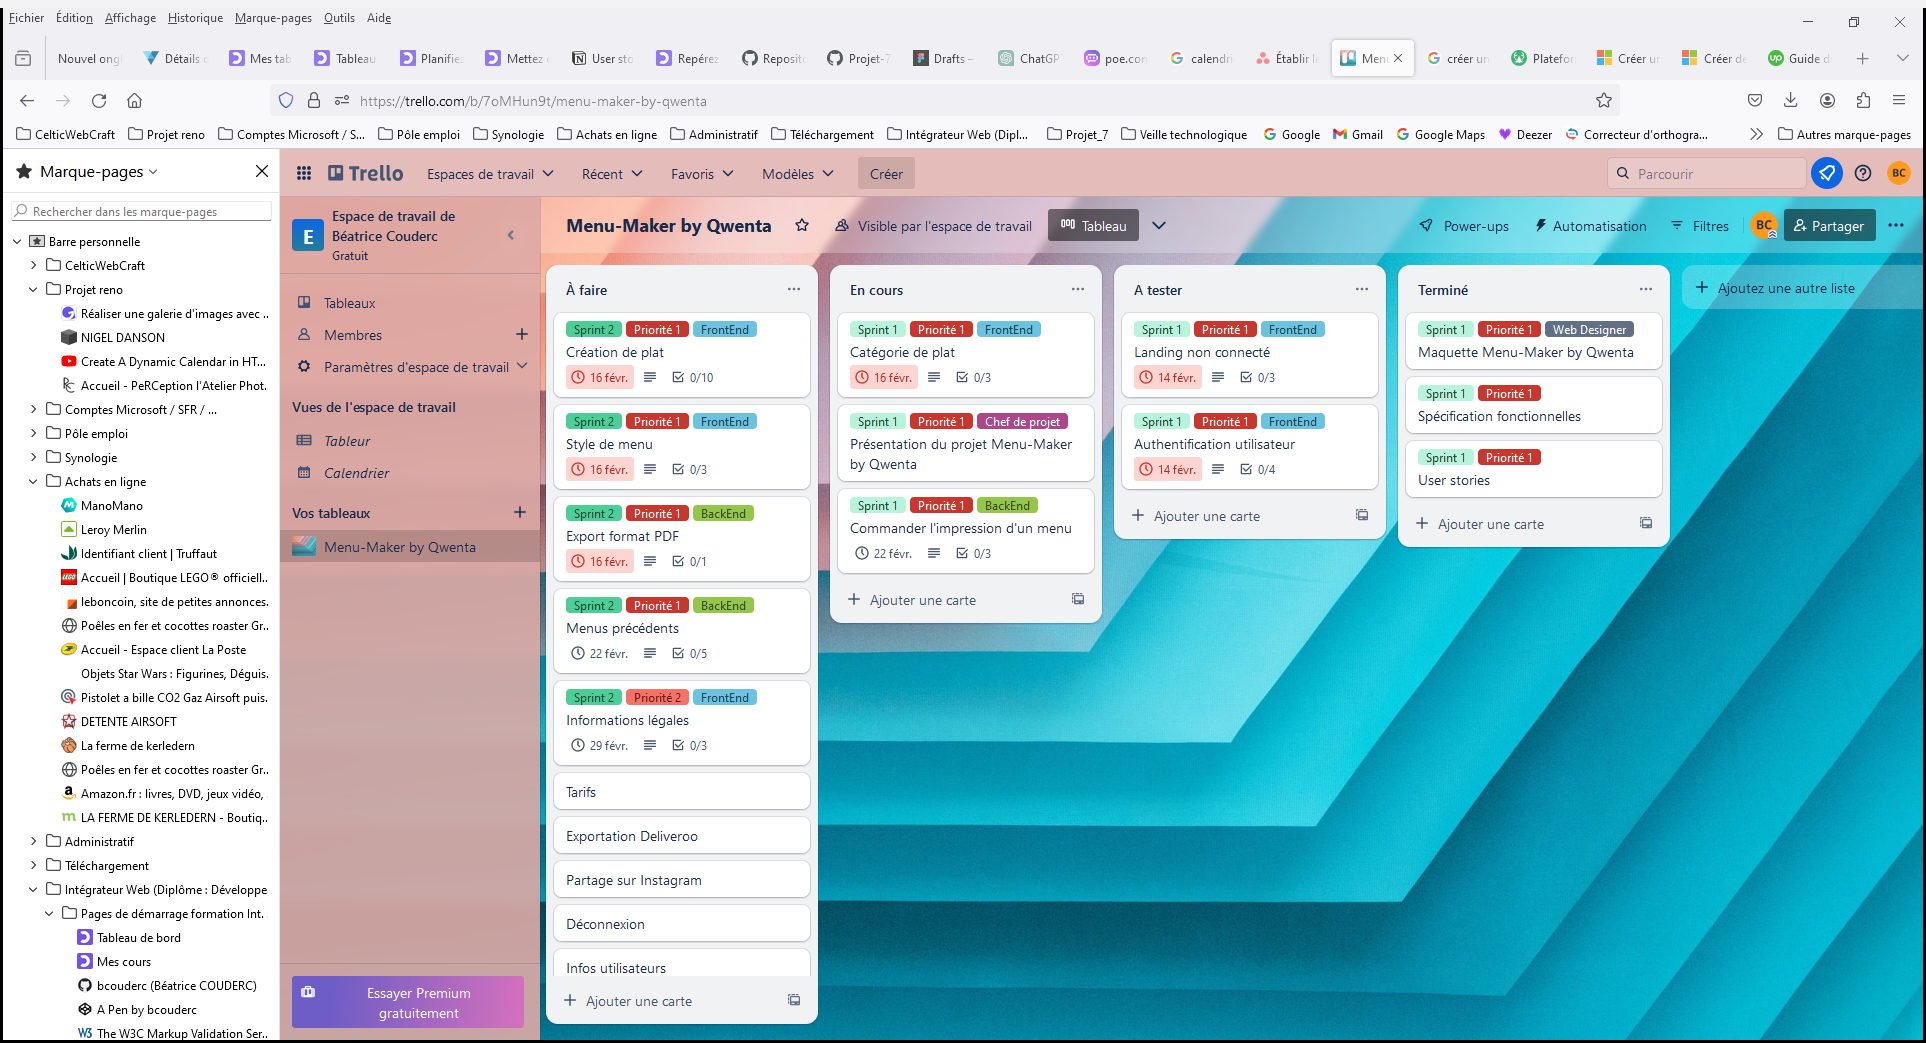 Fichier Édition Affichage Historique Marque-pages Outils Aide
Nouvel ong Détails Mes tab Tableau Planifie Mettez User sto Repérez Reposit Projet-7 Drafts – ChatGP poe.con calendri Établir l Men créer un Platefor Créer u Créer de Guide d
https://trello.com/b/7oMHun9t/menu-maker-by-qwenta
CelticWebCraft Projet reno Comptes Microsoft / S... Pôle emploi Synologie Achats en ligne Administratif Téléchargement Intégrateur Web (Dipl... Projet_7 Veille technologique Google Gmail Google Maps Deezer Correcteur d'orthogra... Autres marque-pages
Marque-pages
Rechercher dans les marque-pages
Barre personnelle
CelticWebCraft
Projet reno
Réaliser une galerie d'images avec ..
NIGEL DANSON
Create A Dynamic Calendar in HT...
Accueil - PeRCeption l'Atelier Phot.
Comptes Microsoft / SFR / ...
Pôle emploi
Synologie
Achats en ligne
ManoMano
Leroy Merlin
Identifiant client | Truffaut
Accueil | Boutique LEGO® officiell..
leboncoin, site de petites annonces.
Poêles en fer et cocottes roaster Gr..
Accueil - Espace client La Poste
Objets Star Wars : Figurines, Déguis.
Pistolet a bille CO2 Gaz Airsoft puis.
DETENTE AIRSOFT
La ferme de kerledern
Poêles en fer et cocottes roaster Gr..
Amazon.fr : livres, DVD, jeux vidéo,
LA FERME DE KERLEDERN - Boutiq..
Administratif
Téléchargement
Intégrateur Web (Diplôme : Développe.
Pages de démarrage formation Int.
Tableau de bord
Mes cours
bcouderc (Béatrice COUDERC)
A Pen by bcouderc
The W3C Markup Validation Ser..
Trello Espaces de travail Récent Favoris Modèles Créer Parcourir BC
E
Espace de travail de
Béatrice Couderc
Gratuit
Tableaux
Membres
Paramètres d'espace de travail
Vues de l'espace de travail
Tableur
Calendrier
Vos tableaux
Menu-Maker by Qwenta
Essayer Premium
gratuitement
Menu-Maker by Qwenta Visible par l'espace de travail Tableau Power-ups Automatisation Filtres BC Partager
À faire
Sprint 2 Priorité 1 FrontEnd
Création de plat
16 févr. 0/10
Sprint 2 Priorité 1 FrontEnd
Style de menu
16 févr. 0/3
Sprint 2 Priorité 1 BackEnd
Export format PDF
16 févr. 0/1
Sprint 2 Priorité 1 BackEnd
Menus précédents
22 févr. 0/5
Sprint 2 Priorité 2 FrontEnd
Informations légales
29 févr. 0/3
Tarifs
Exportation Deliveroo
Partage sur Instagram
Déconnexion
Infos utilisateurs
Ajouter une carte
En cours
Sprint 1 Priorité 1 FrontEnd
Catégorie de plat
16 févr. 0/3
Sprint 1 Priorité 1 Chef de projet
Présentation du projet Menu-Maker
by Qwenta
Sprint 1 Priorité 1 BackEnd
Commander l'impression d'un menu
22 févr. 0/3
Ajouter une carte
A tester
Sprint 1 Priorité 1 FrontEnd
Landing non connecté
14 févr. 0/3
Sprint 1 Priorité 1 FrontEnd
Authentification utilisateur
14 févr. 0/4
Ajouter une carte
Terminé
Sprint 1 Priorité 1 Web Designer
Maquette Menu-Maker by Qwenta
Sprint 1 Priorité 1
Spécification fonctionnelles
Sprint 1 Priorité 1
User stories
Ajouter une carte
Ajoutez une autre liste